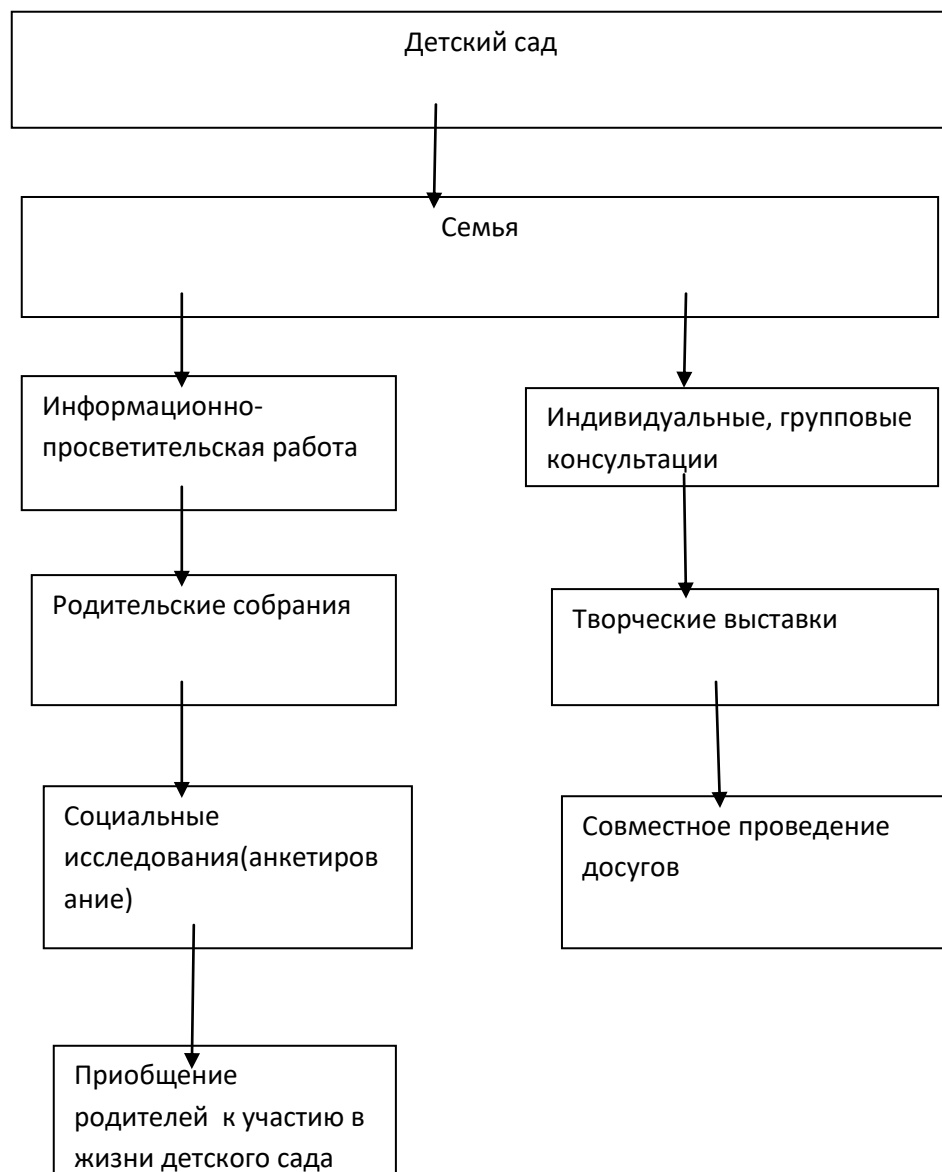 Детский сад
Семья
Информационно-
просветительская работа
Индивидуальные, групповые
консультации
Родительские собрания
Творческие выставки
Социальные
исследования(анкетиров
ание)
Совместное проведение
досугов
Приобщение
родителей  к участию в
жизни детского сада